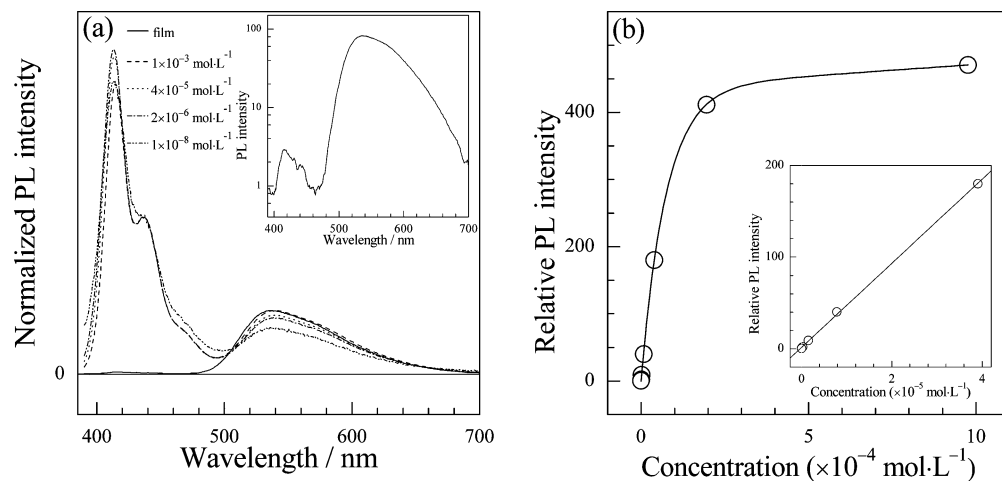 (a)
film
1×10⁻³ mol·L⁻¹
4×10⁻⁵ mol·L⁻¹
2×10⁻⁶ mol·L⁻¹
1×10⁻⁸ mol·L⁻¹
Normalized PL intensity
0
400 500 600 700
Wavelength / nm
100
10
1
PL intensity
400 500 600 700
Wavelength / nm
(b)
400
200
0
Relative PL intensity
0 5 10
Concentration (×10⁻⁴ mol·L⁻¹)
200
100
0
Relative PL intensity
0 2 4
Concentration (×10⁻⁵ mol·L⁻¹)